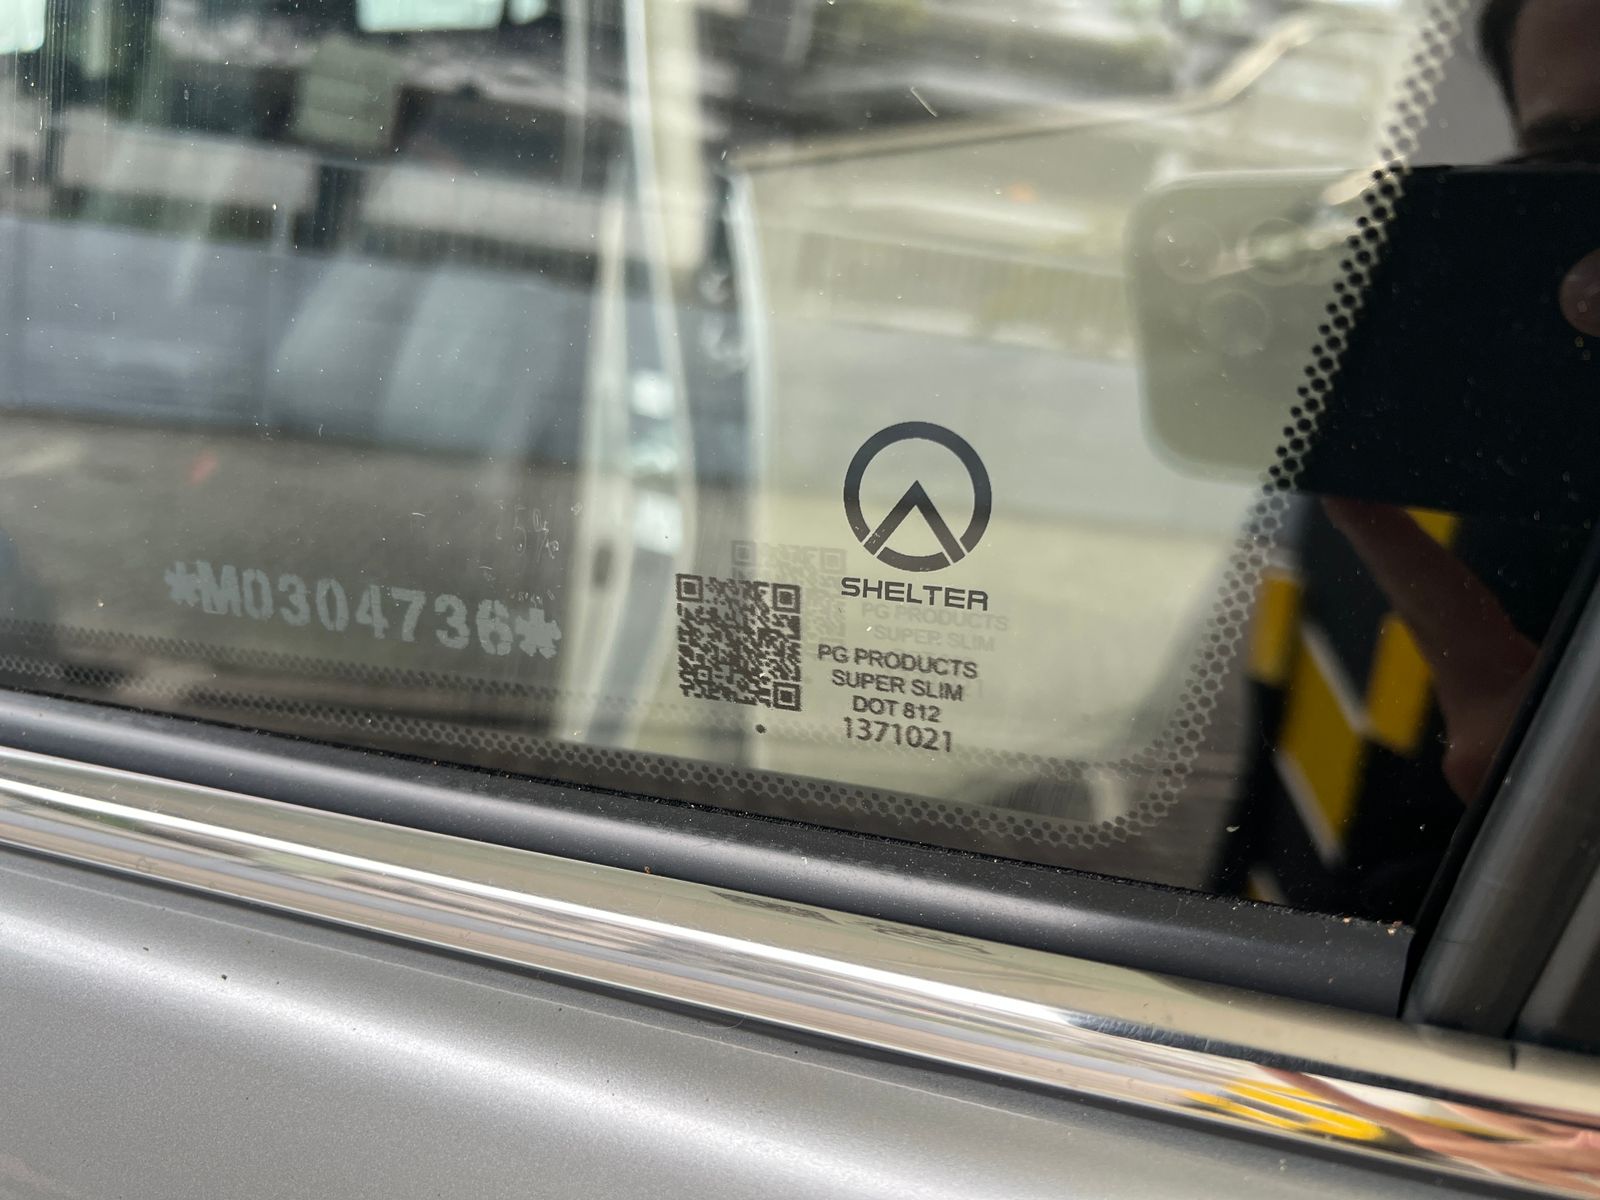 *M0304736*
SHELTER
PG PRODUCTS
SUPER SLIM
DOT 812
1371021